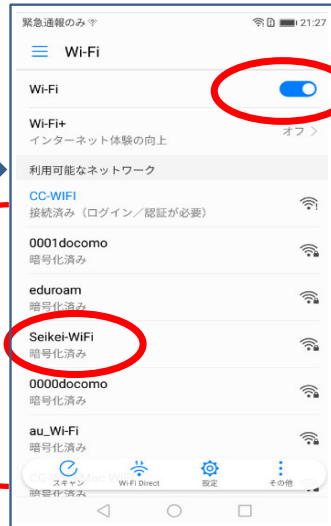 緊急通報のみ 21:27
Wi-Fi
Wi-Fi
Wi-Fi+
インターネット体験の向上
オフ
利用可能なネットワーク
CC-WIFI
接続済み（ログイン／認証が必要）
0001docomo
暗号化済み
eduroam
暗号化済み
Seikei-WiFi
暗号化済み
0000docomo
暗号化済み
au_Wi-Fi
暗号化済み
スキャン Wi-Fi Direct 設定 その他
暗号化済み